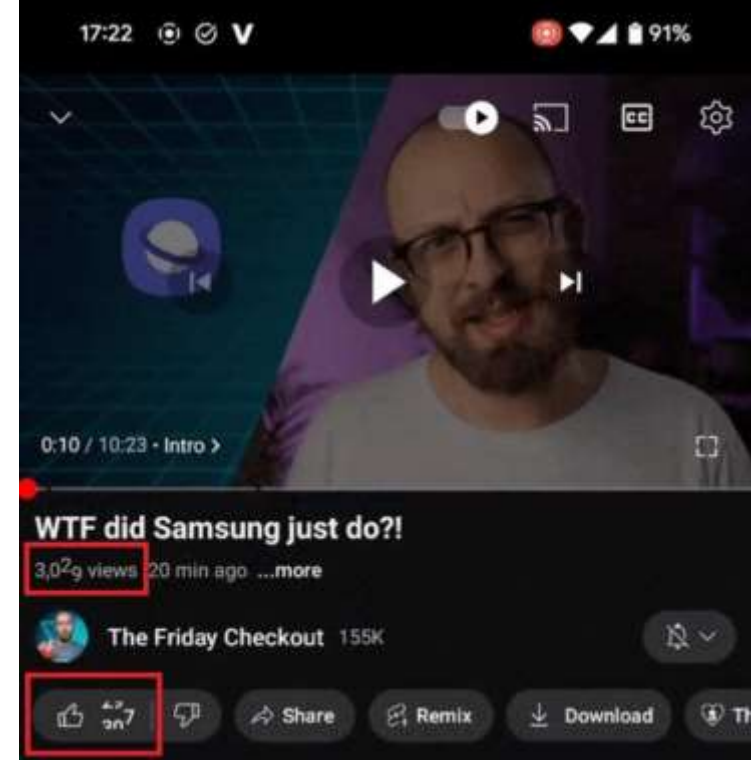 17:22 V 91%
CC
0:10 / 10:23 • Intro >
WTF did Samsung just do?!
views 20 min ago ...more
The Friday Checkout 155K
Share Remix Download